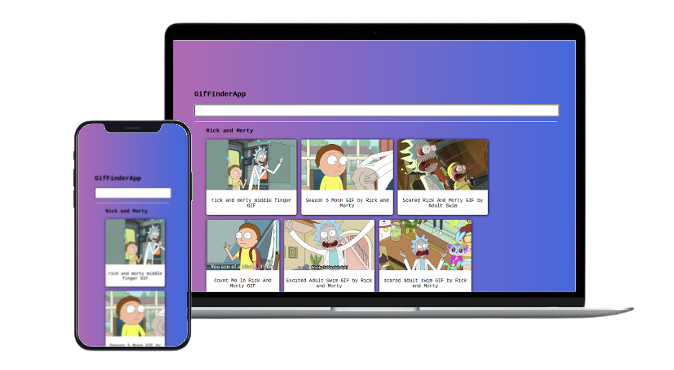 GifFinderApp
Rick and Morty
rick and morty middle finger
GIF
Season 5 Moon GIF by Rick and
Morty
Scared Rick And Morty GIF by
Adult Swim
Count Me In Rick and
Morty GIF
Excited Adult Swim GIF by Rick
and Morty
scared adult swim GIF by Rick
and Morty
GifFinderApp
Rick and Morty
rick and morty middle
finger GIF
Season 5 Moon GIF by